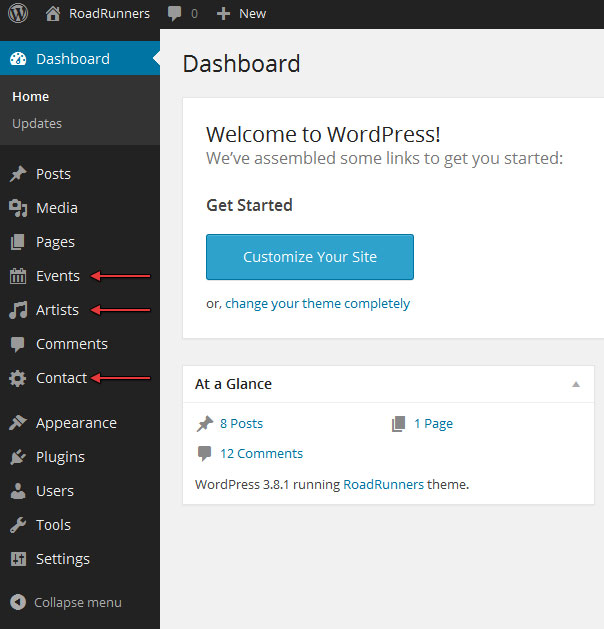 RoadRunners 0 New
Dashboard
Home
Updates
Posts
Media
Pages
Events
Artists
Comments
Contact
Appearance
Plugins
Users
Tools
Settings
Collapse menu
Dashboard
Welcome to WordPress!
We've assembled some links to get you started:
Get Started
Customize Your Site
or, change your theme completely
At a Glance
8 Posts 1 Page
12 Comments
WordPress 3.8.1 running RoadRunners theme.